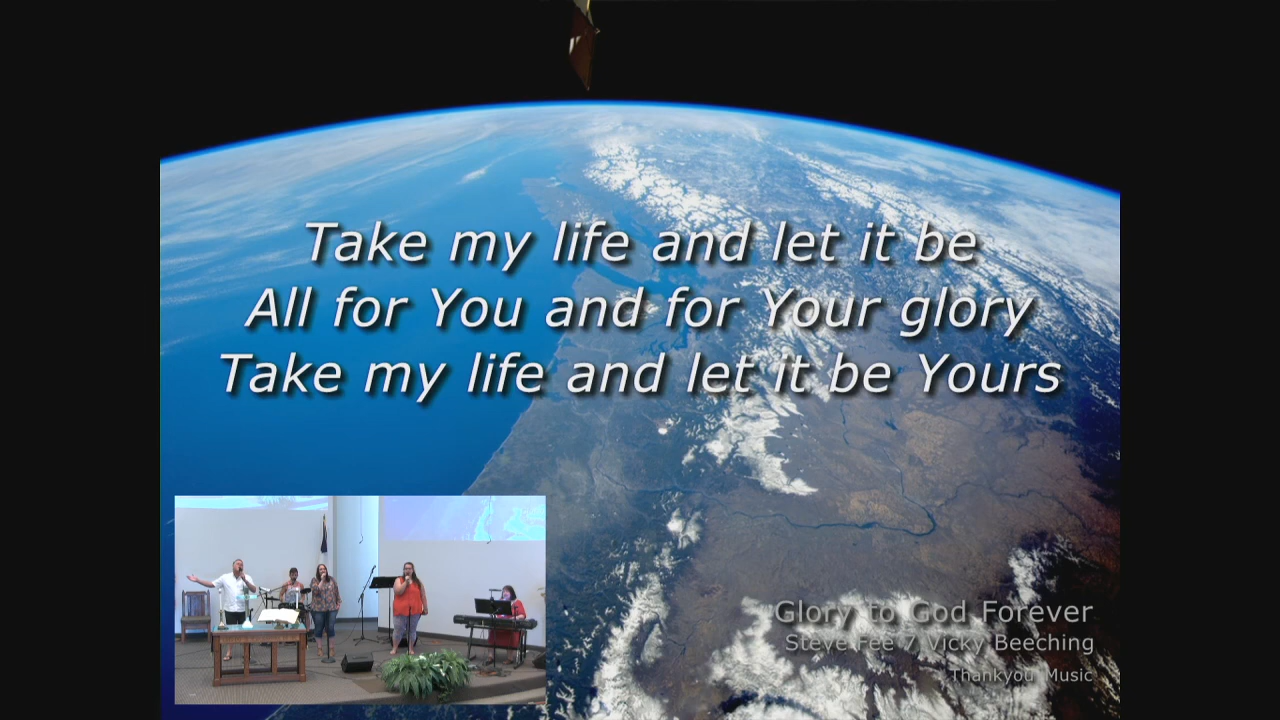 Take my life and let it be
All for You and for Your glory
Take my life and let it be Yours
Glory to God Forever
Steve Fee 7 Vicky Beeching
Thankyou Music